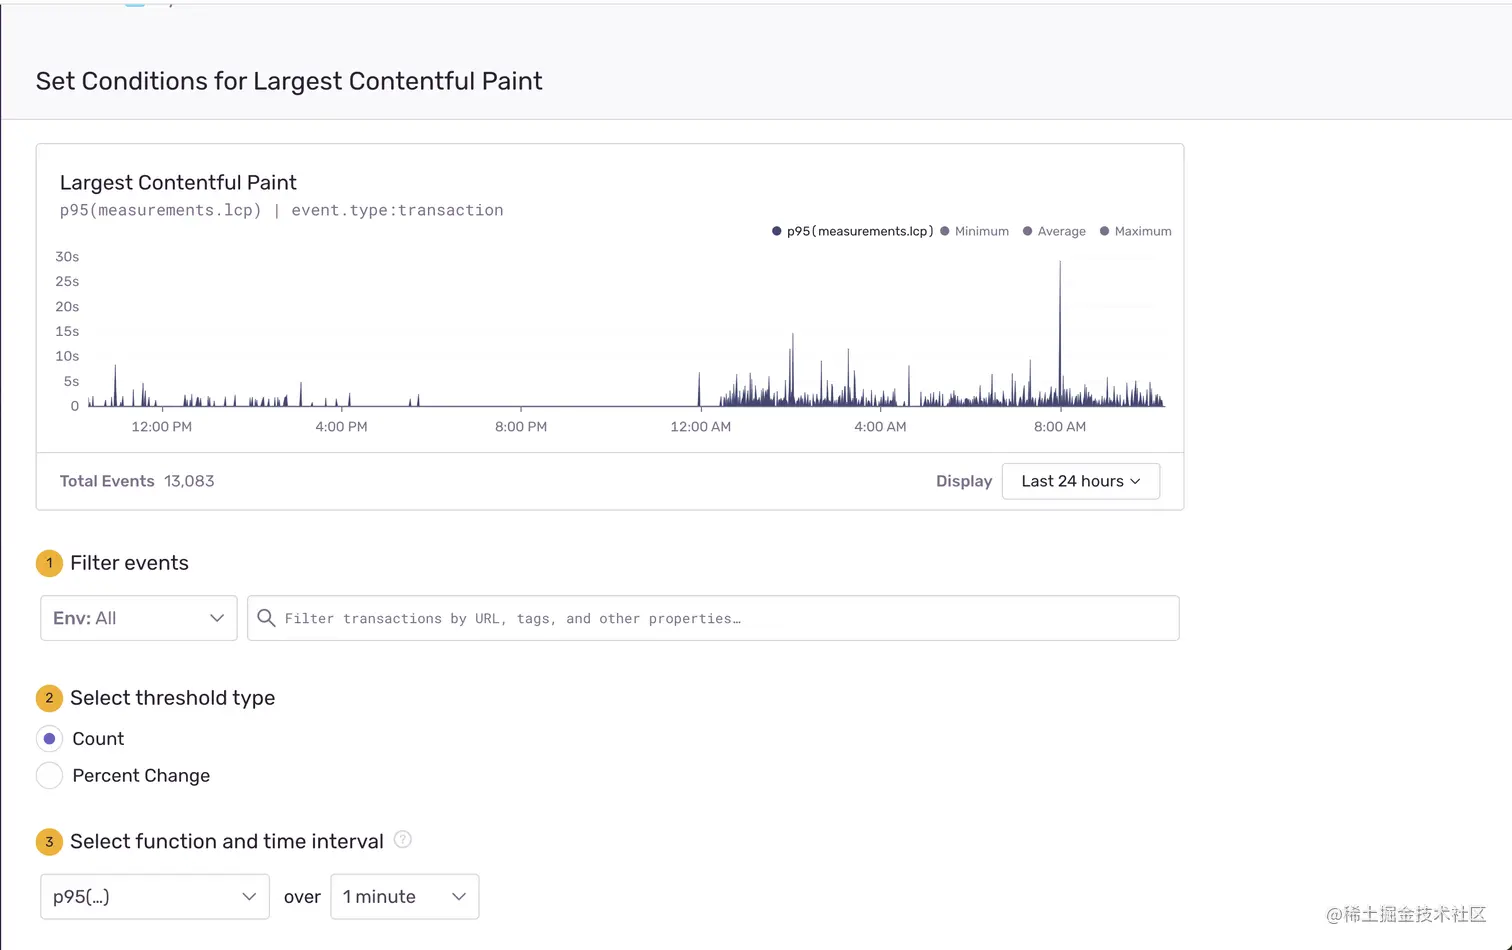 Set Conditions for Largest Contentful Paint
Largest Contentful Paint
p95(measurements.lcp) | event.type:transaction
p95(measurements.lcp) Minimum Average Maximum
30s
25s
20s
15s
10s
5s
0
12:00 PM 4:00 PM 8:00 PM 12:00 AM 4:00 AM 8:00 AM
Total Events 13,083 Display Last 24 hours
1 Filter events
Env: All Filter transactions by URL, tags, and other properties…
2 Select threshold type
Count
Percent Change
3 Select function and time interval ?
p95(…) over 1 minute
@稀土掘金技术社区